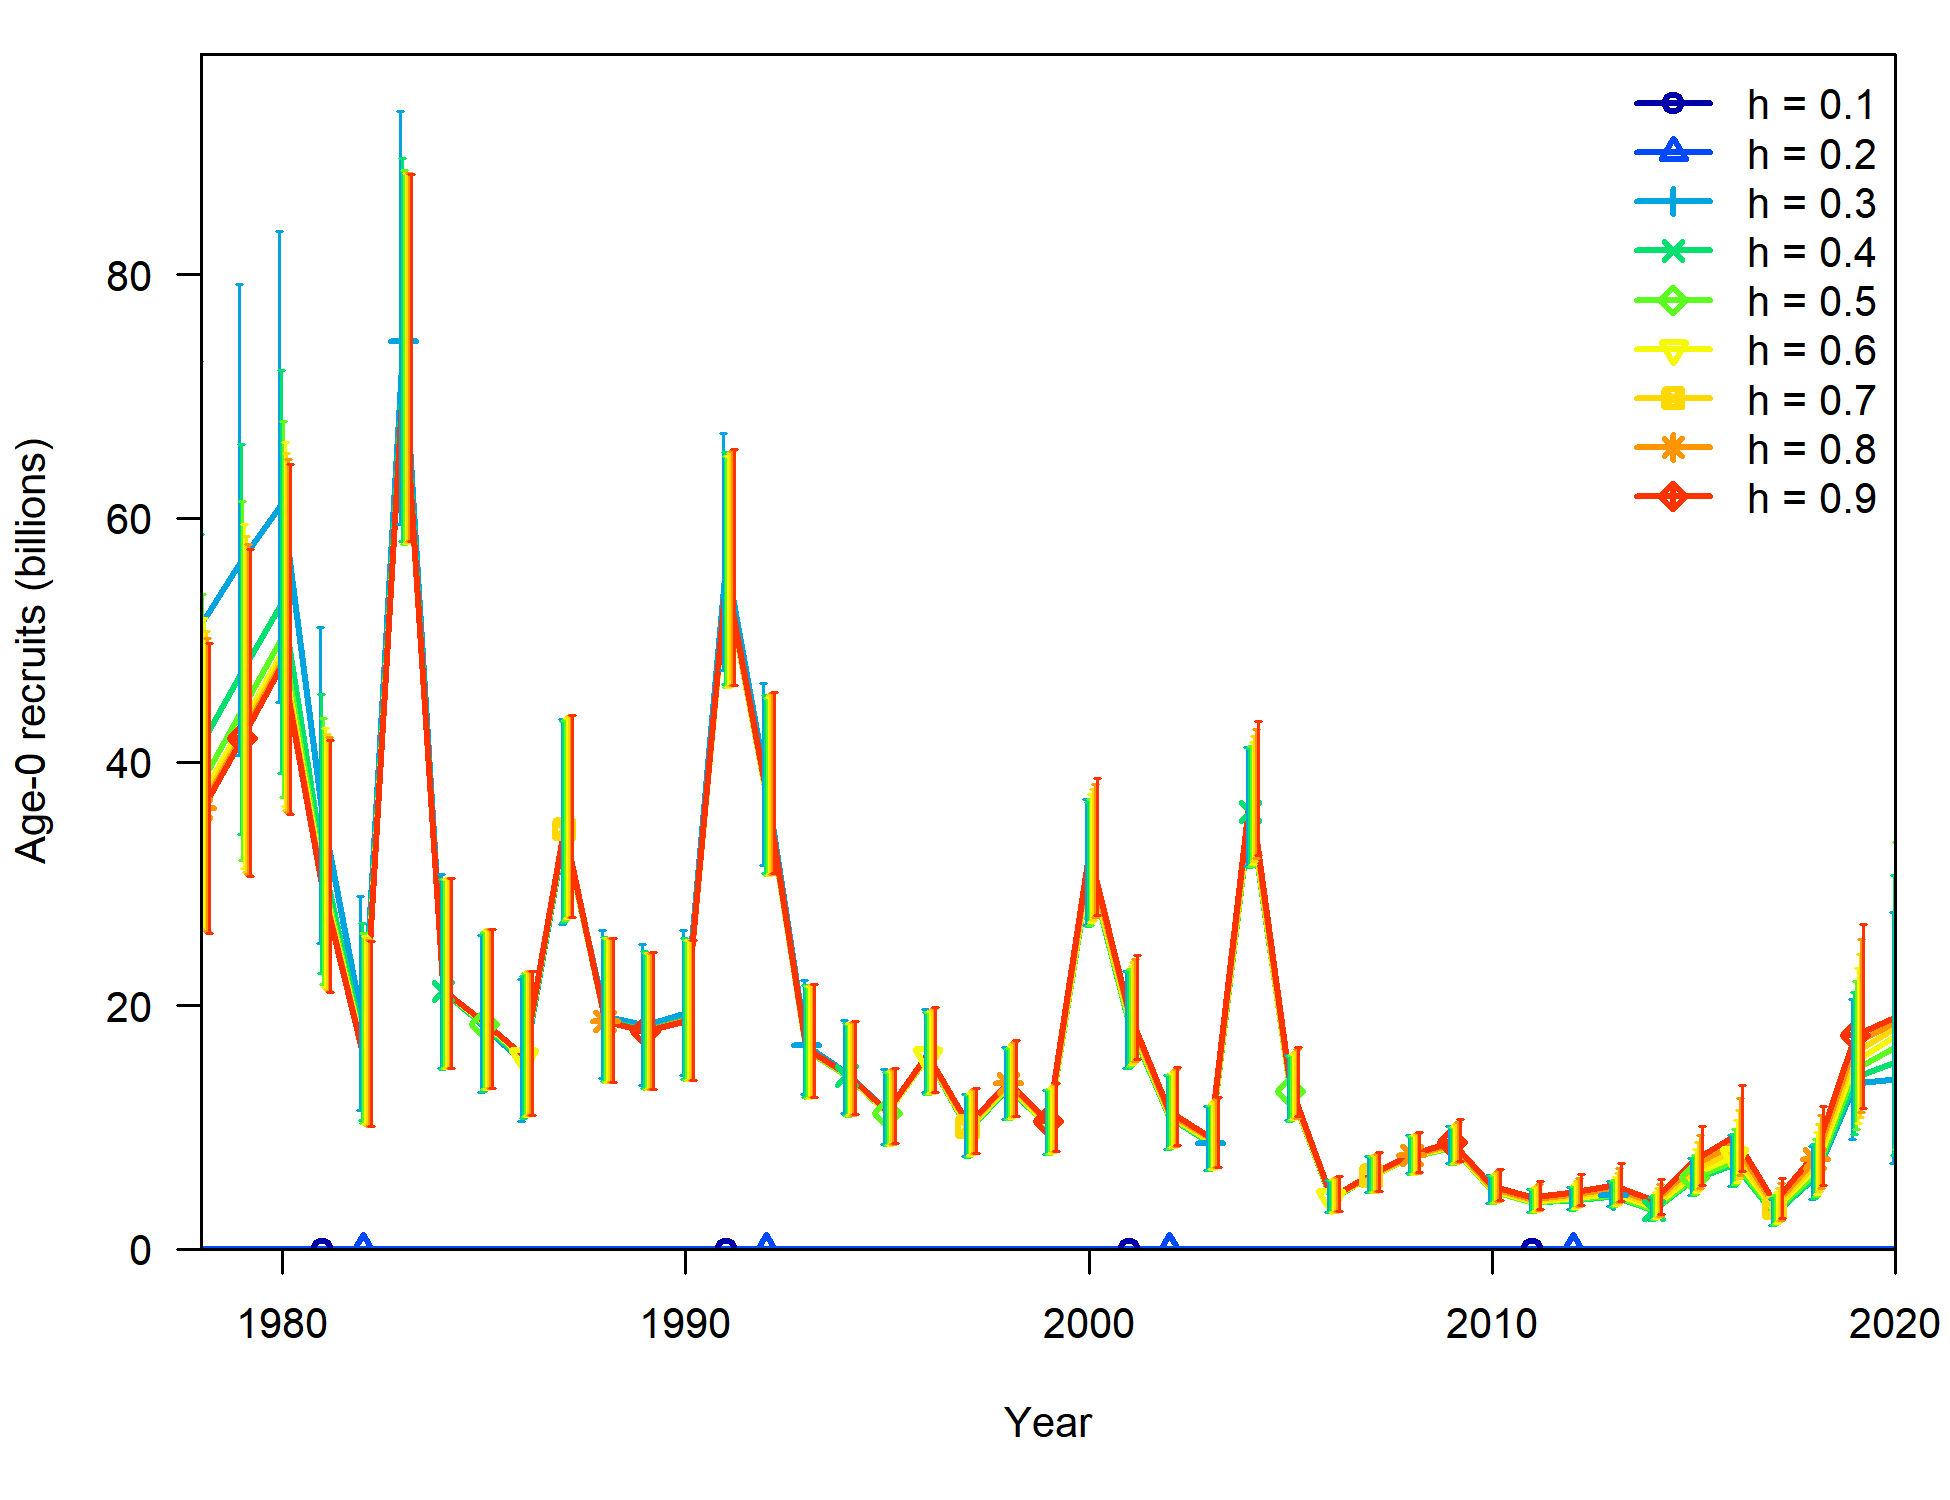 h = 0.1
h = 0.2
h = 0.3
h = 0.4
h = 0.5
h = 0.6
h = 0.7
h = 0.8
h = 0.9
80
60
40
20
0
Age-0 recruits (billions)
1980
1990
2000
2010
2020
Year